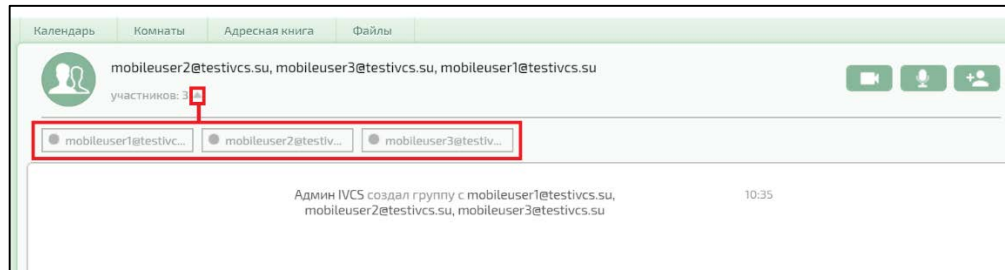 Календарь Комнаты Адресная книга Файлы
mobileuser2@testivcs.su, mobileuser3@testivcs.su, mobileuser1@testivcs.su
участников: 3
mobileuser1@testivc... mobileuser2@testiv... mobileuser3@testiv...
Админ IVCS создал группу с mobileuser1@testivcs.su, 10:35
mobileuser2@testivcs.su, mobileuser3@testivcs.su